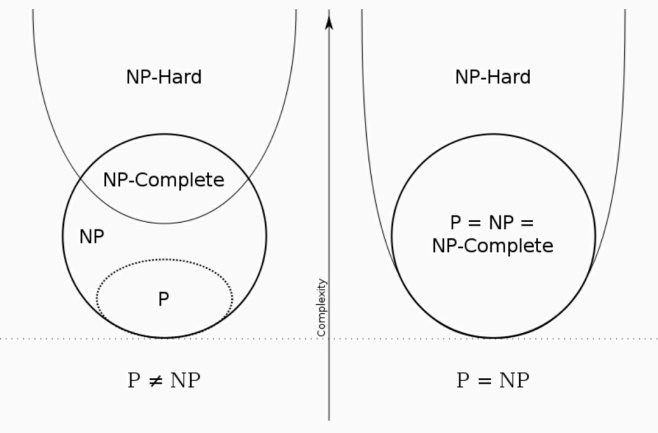 NP-Hard
NP-Complete
NP
P
P ≠ NP
Complexity
NP-Hard
P = NP =
NP-Complete
P = NP